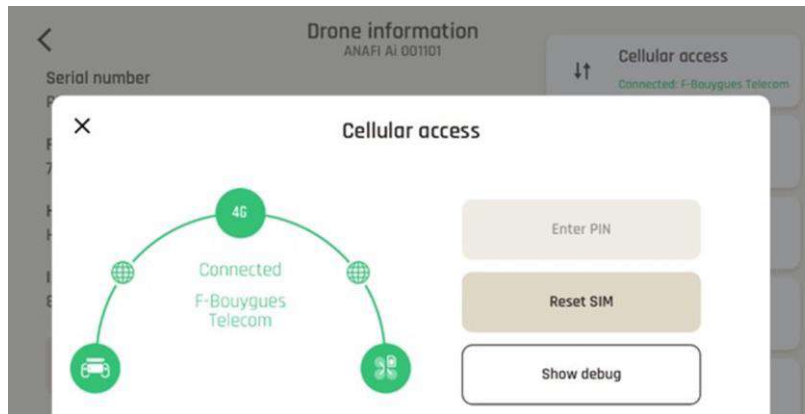 Drone information
ANAFI Ai 001101
Serial number
Cellular access
Connected: F-Bouygues Telecom
Cellular access
4G
Connected
F-Bouygues
Telecom
Enter PIN
Reset SIM
Show debug